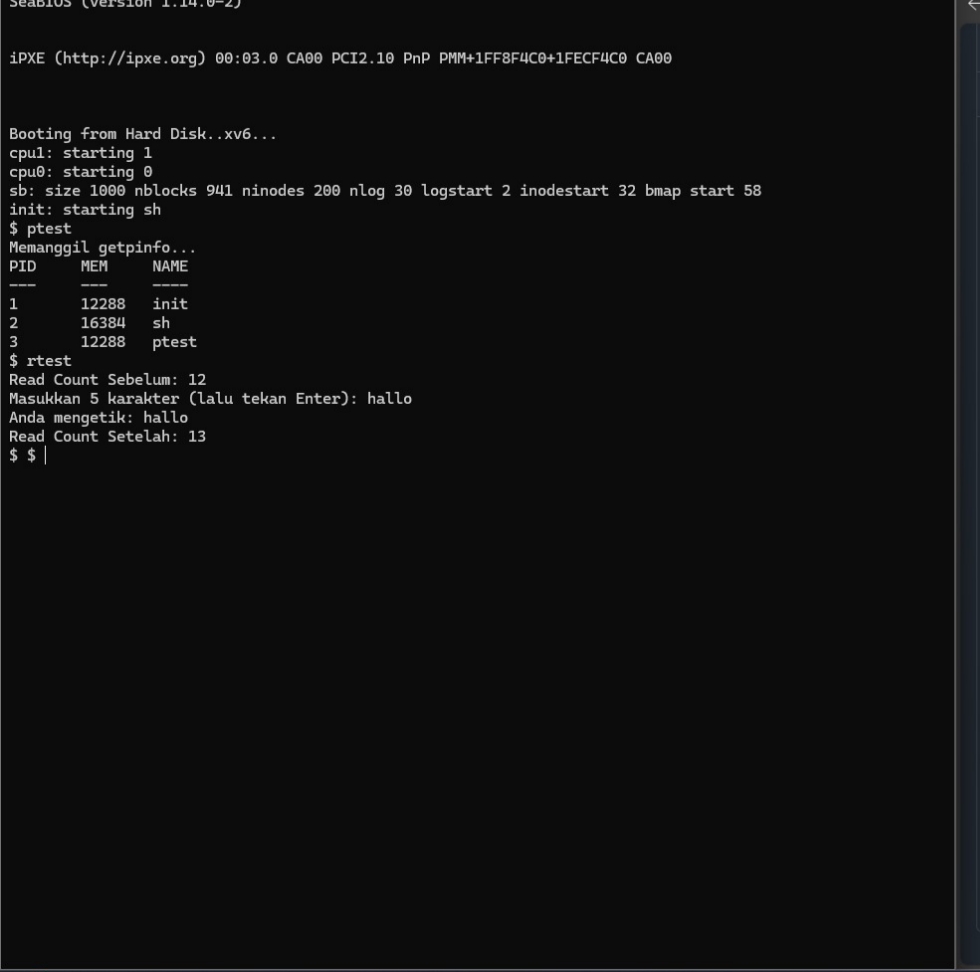 SeaBIOS (version 1.14.0-2)
iPXE (http://ipxe.org) 00:03.0 CA00 PCI2.10 PnP PMM+1FF8F4C0+1FECF4C0 CA00
Booting from Hard Disk..xv6...
cpu1: starting 1
cpu0: starting 0
sb: size 1000 nblocks 941 ninodes 200 nlog 30 logstart 2 inodestart 32 bmap start 58
init: starting sh
$ ptest
Memanggil getpinfo...
PID     MEM     NAME
---     ---     ----
1       12288   init
2       16384   sh
3       12288   ptest
$ rtest
Read Count Sebelum: 12
Masukkan 5 karakter (lalu tekan Enter): hallo
Anda mengetik: hallo
Read Count Setelah: 13
$ $